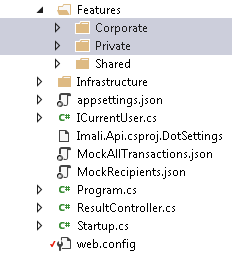 Features
Corporate
Private
Shared
Infrastructure
appsettings.json
C# ICurrentUser.cs
Imali.Api.csproj.DotSettings
MockAllTransactions.json
MockRecipients.json
C# Program.cs
C# ResultController.cs
C# Startup.cs
web.config